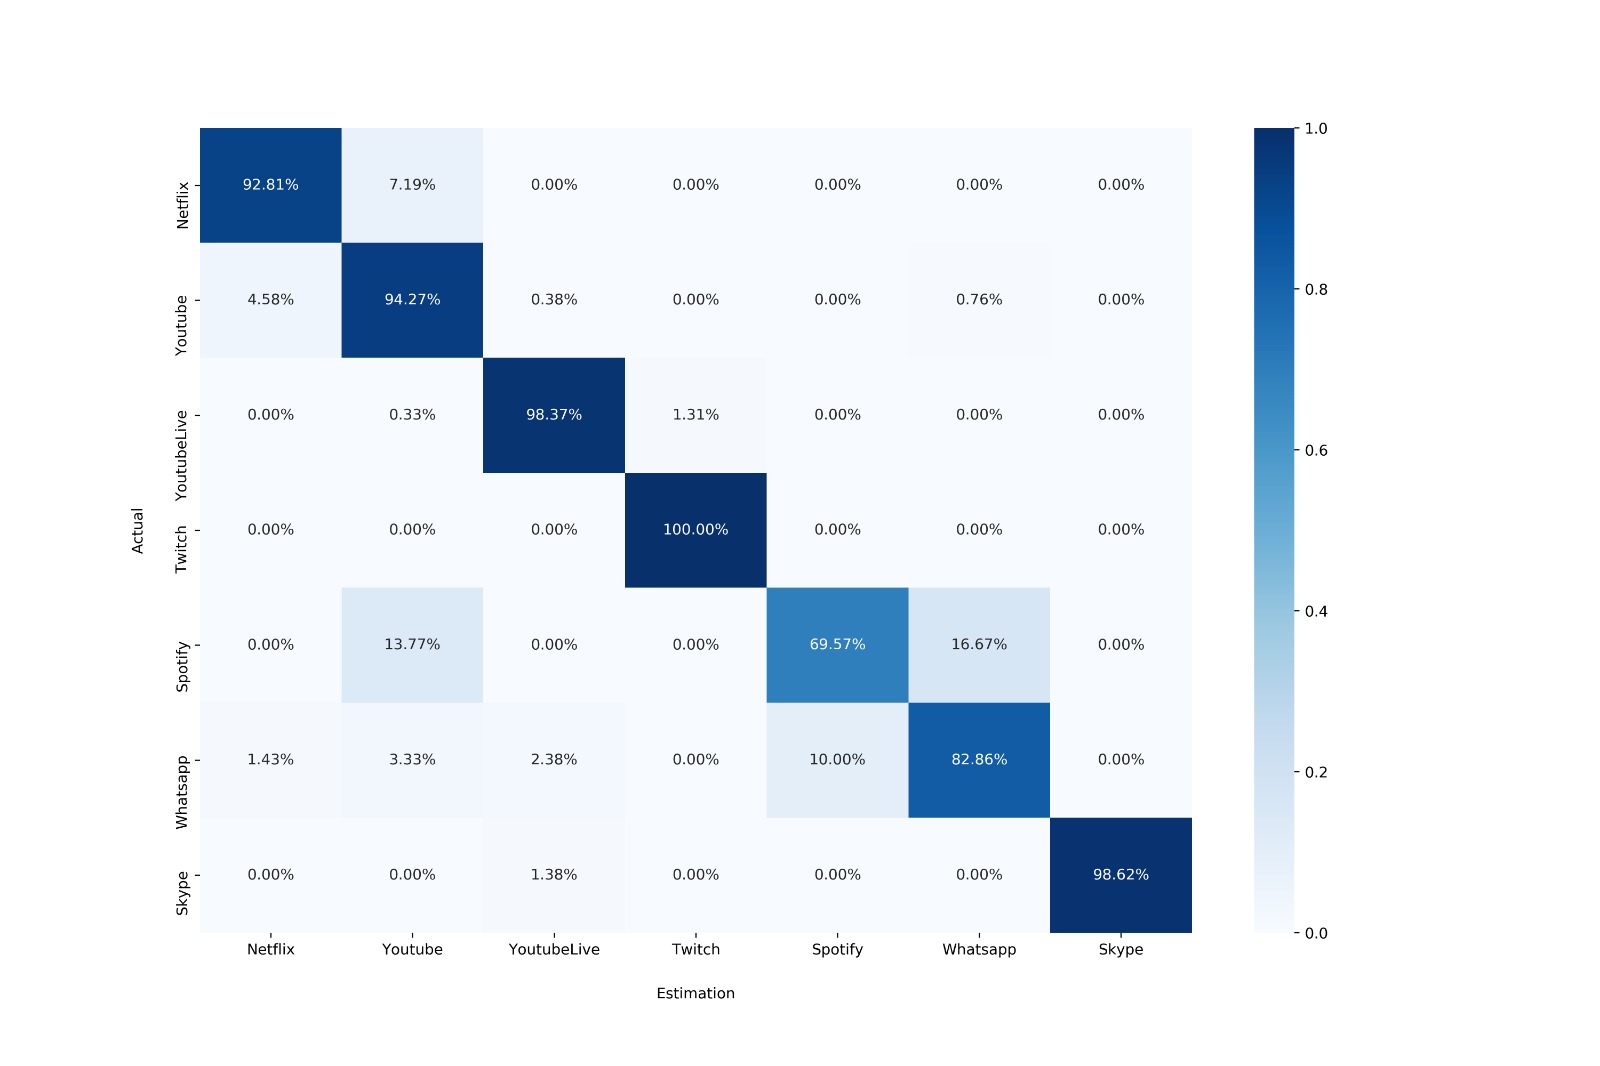 1.0
Netflix 92.81% 7.19% 0.00% 0.00% 0.00% 0.00% 0.00%
0.8
Youtube 4.58% 94.27% 0.38% 0.00% 0.00% 0.76% 0.00%
YoutubeLive 0.00% 0.33% 98.37% 1.31% 0.00% 0.00% 0.00%
0.6
Actual
Twitch 0.00% 0.00% 0.00% 100.00% 0.00% 0.00% 0.00%
0.4
Spotify 0.00% 13.77% 0.00% 0.00% 69.57% 16.67% 0.00%
Whatsapp 1.43% 3.33% 2.38% 0.00% 10.00% 82.86% 0.00%
0.2
Skype 0.00% 0.00% 1.38% 0.00% 0.00% 0.00% 98.62%
0.0
Netflix Youtube YoutubeLive Twitch Spotify Whatsapp Skype
Estimation